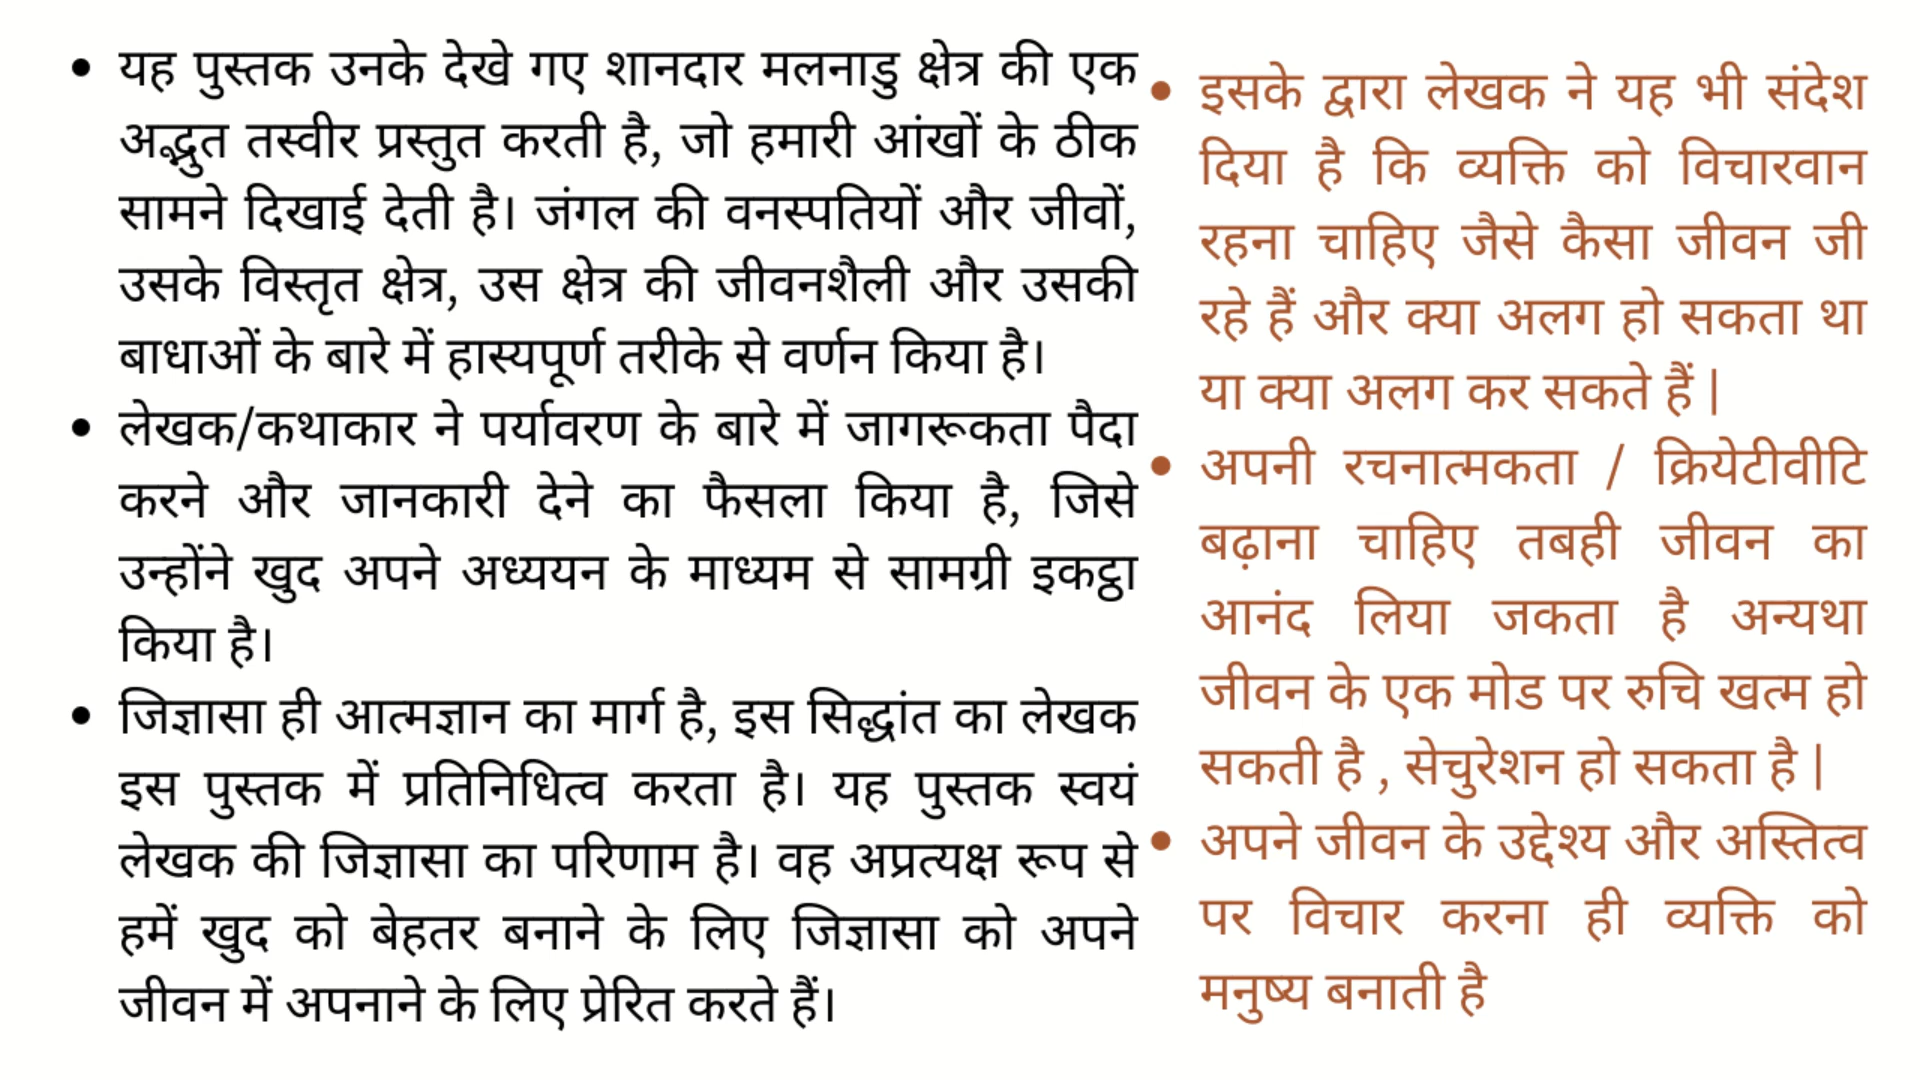 • यह पुस्तक उनके देखे गए शानदार मलनाडु क्षेत्र की एक
अद्भुत तस्वीर प्रस्तुत करती है, जो हमारी आंखों के ठीक
सामने दिखाई देती है। जंगल की वनस्पतियों और जीवों,
उसके विस्तृत क्षेत्र, उस क्षेत्र की जीवनशैली और उसकी
बाधाओं के बारे में हास्यपूर्ण तरीके से वर्णन किया है।
• लेखक/कथाकार ने पर्यावरण के बारे में जागरूकता पैदा
करने और जानकारी देने का फैसला किया है, जिसे
उन्होंने खुद अपने अध्ययन के माध्यम से सामग्री इकट्ठा
किया है।
• जिज्ञासा ही आत्मज्ञान का मार्ग है, इस सिद्धांत का लेखक
इस पुस्तक में प्रतिनिधित्व करता है। यह पुस्तक स्वयं
लेखक की जिज्ञासा का परिणाम है। वह अप्रत्यक्ष रूप से
हमें खुद को बेहतर बनाने के लिए जिज्ञासा को अपने
जीवन में अपनाने के लिए प्रेरित करते हैं।
• इसके द्वारा लेखक ने यह भी संदेश
दिया है कि व्यक्ति को विचारवान
रहना चाहिए जैसे कैसा जीवन जी
रहे हैं और क्या अलग हो सकता था
या क्या अलग कर सकते हैं |
• अपनी रचनात्मकता / क्रियेटीवीटि
बढ़ाना चाहिए तबही जीवन का
आनंद लिया जकता है अन्यथा
जीवन के एक मोड पर रुचि खत्म हो
सकती है , सेचुरेशन हो सकता है |
• अपने जीवन के उद्देश्य और अस्तित्व
पर विचार करना ही व्यक्ति को
मनुष्य बनाती है